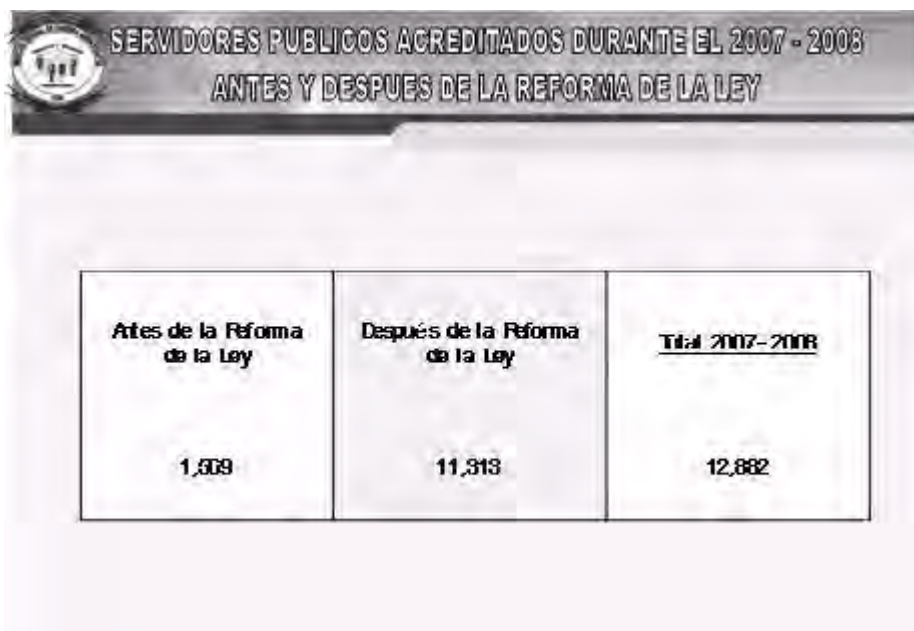 SERVIDORES PUBLICOS ACREDITADOS DURANTE EL 2007 - 2008
ANTES Y DESPUES DE LA REFORMA DE LA LEY
Antes de la Reforma
de la Ley
Después de la Reforma
de la Ley
Total 2007- 2008
1,569
11,313
12,882